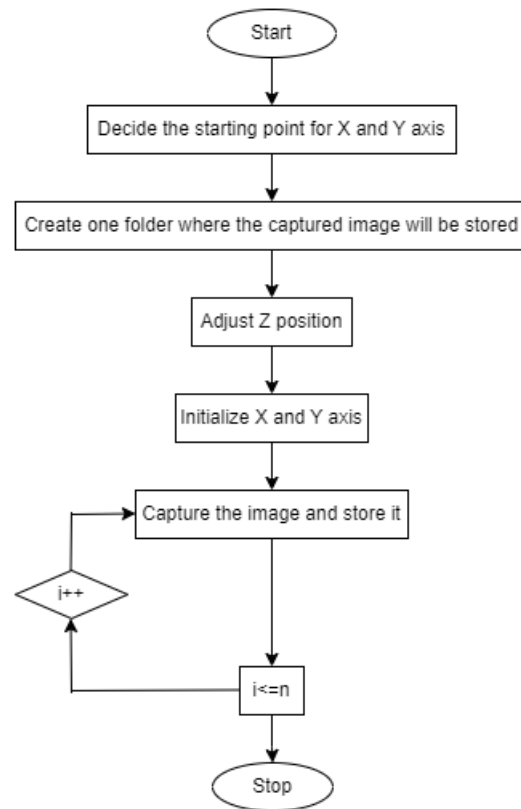 Start
Decide the starting point for X and Y axis
Create one folder where the captured image will be stored
Adjust Z position
Initialize X and Y axis
Capture the image and store it
i++
i<=n
Stop